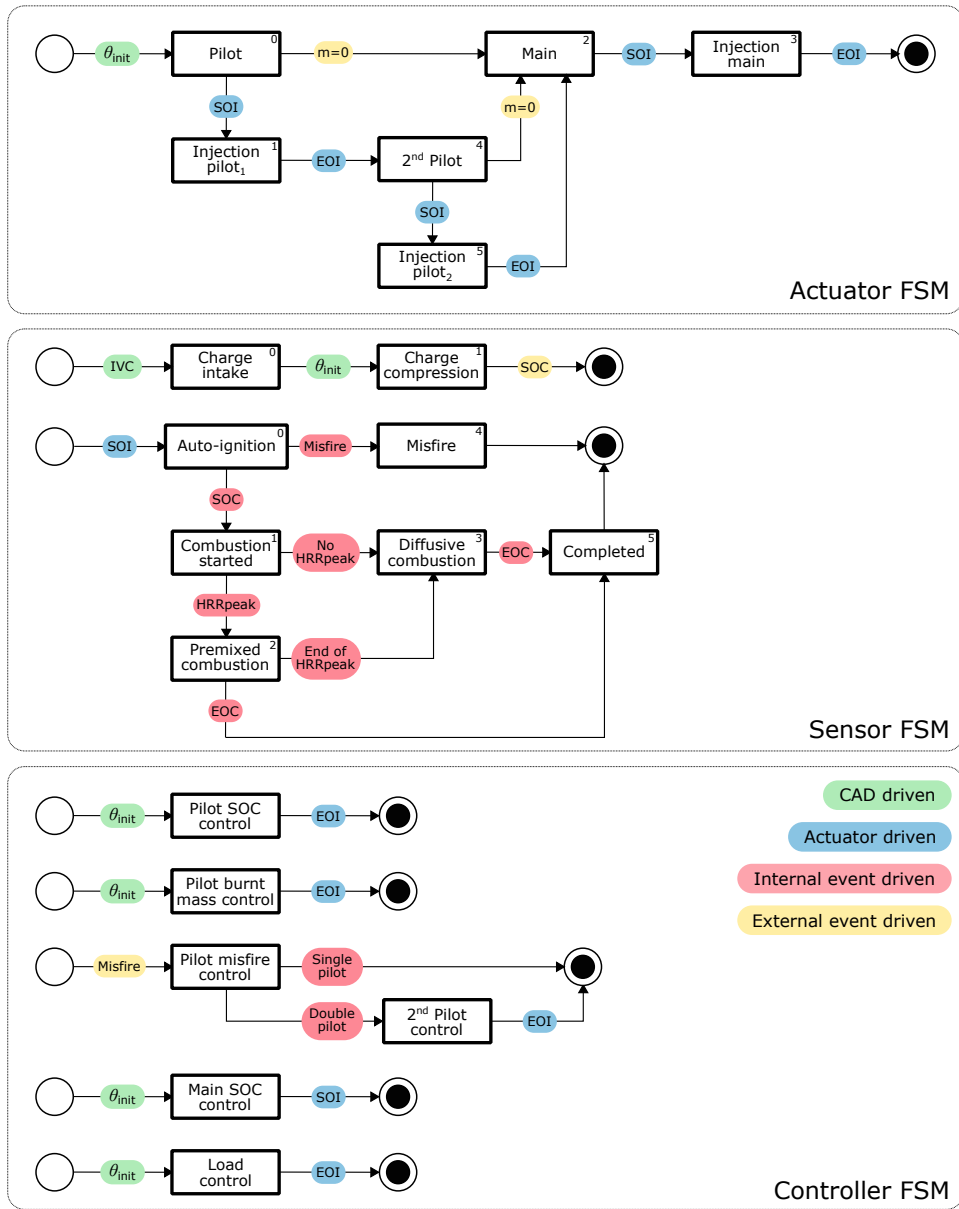 θinit
Pilot
0
m=0
Main
2
SOI
Injection
main
3
EOI
SOI
m=0
Injection
pilot1
1
EOI
2nd Pilot
4
SOI
Injection
pilot2
5
EOI
Actuator FSM
IVC
Charge
intake
0
θinit
Charge
compression
1
SOC
SOI
Auto-ignition
0
Misfire
Misfire
4
SOC
Combustion
started
1
No
HRRpeak
Diffusive
combustion
3
EOC
Completed
5
HRRpeak
Premixed
combustion
2
End of
HRRpeak
EOC
Sensor FSM
CAD driven
Actuator driven
Internal event driven
External event driven
θinit
Pilot SOC
control
EOI
θinit
Pilot burnt
mass control
EOI
Misfire
Pilot misfire
control
Single
pilot
Double
pilot
2nd Pilot
control
EOI
θinit
Main SOC
control
SOI
θinit
Load
control
EOI
Controller FSM